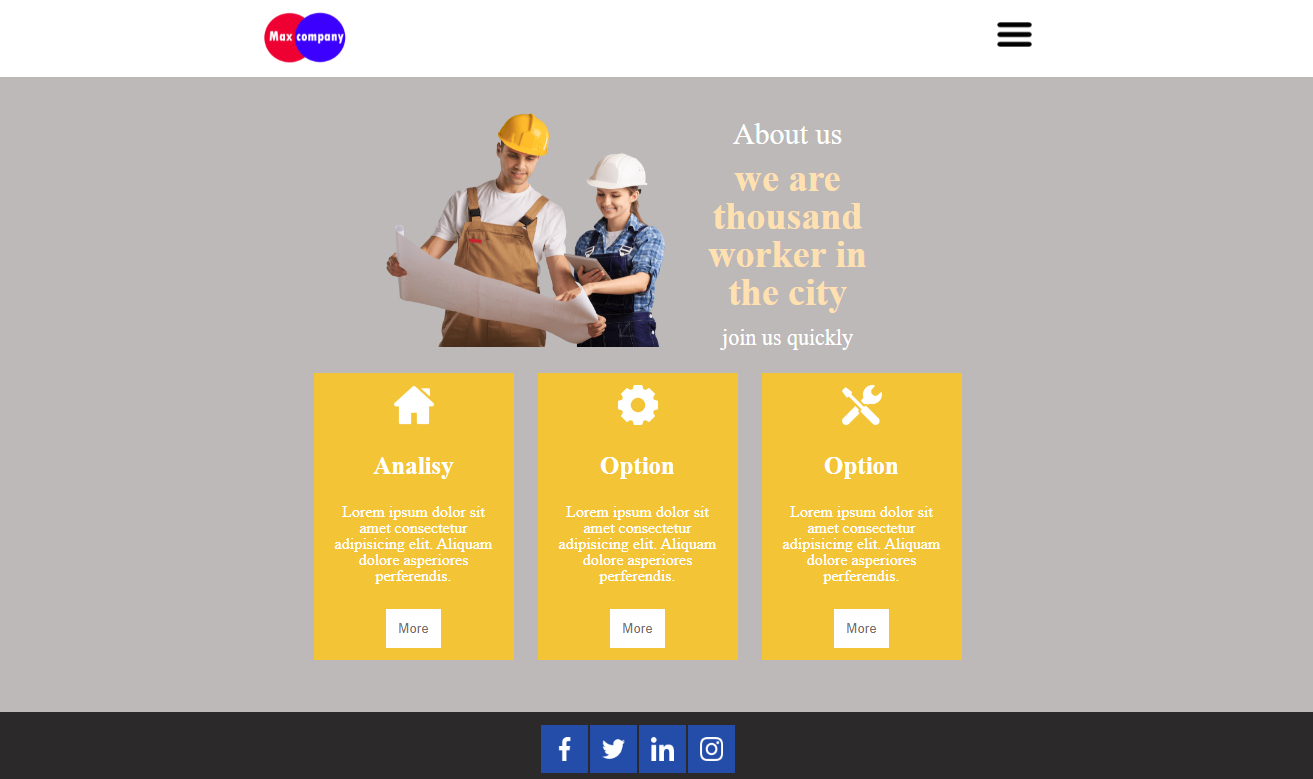 Max company
About us
we are
thousand
worker in
the city
join us quickly
Analisy
Lorem ipsum dolor sit
amet consectetur
adipisicing elit. Aliquam
dolore asperiores
perferendis.
More
Option
Lorem ipsum dolor sit
amet consectetur
adipisicing elit. Aliquam
dolore asperiores
perferendis.
More
Option
Lorem ipsum dolor sit
amet consectetur
adipisicing elit. Aliquam
dolore asperiores
perferendis.
More